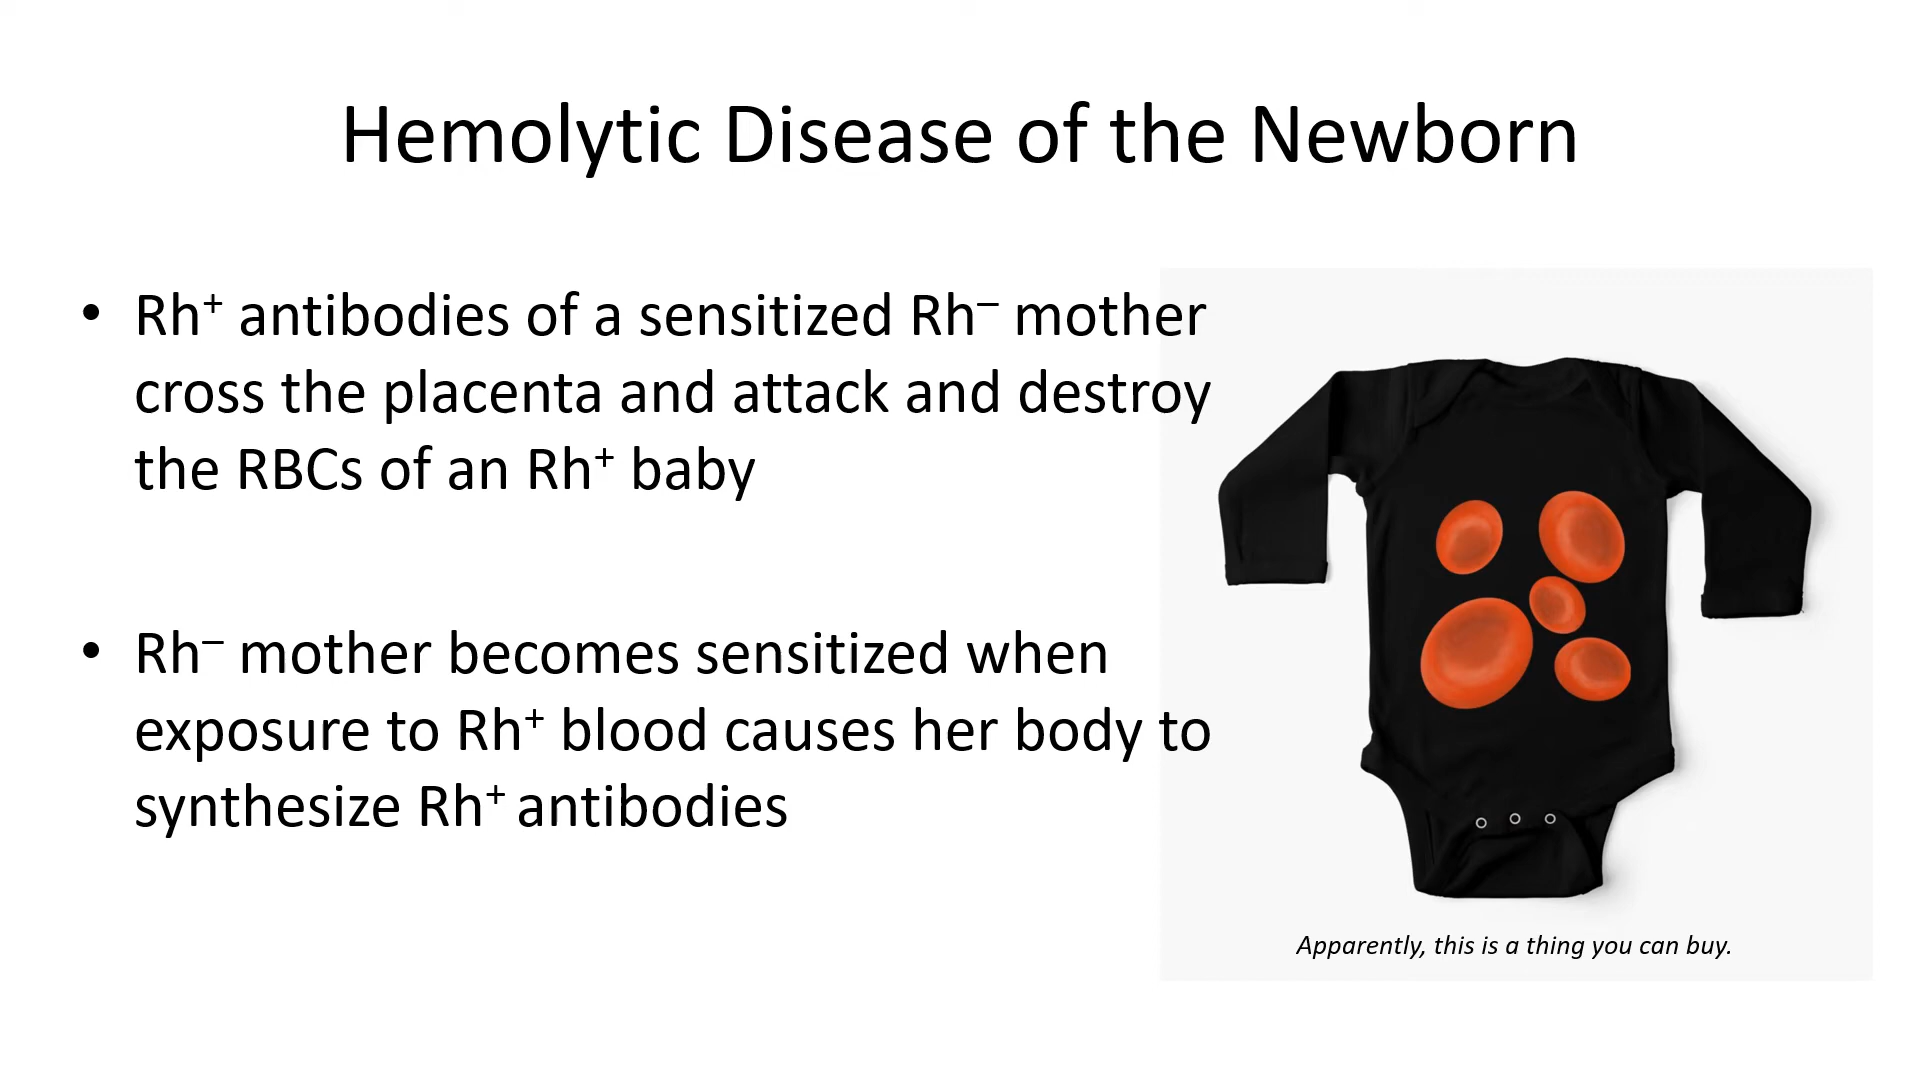 Hemolytic Disease of the Newborn
• Rh⁺ antibodies of a sensitized Rh⁻ mother
cross the placenta and attack and destroy
the RBCs of an Rh⁺ baby
• Rh⁻ mother becomes sensitized when
exposure to Rh⁺ blood causes her body to
synthesize Rh⁺ antibodies
Apparently, this is a thing you can buy.